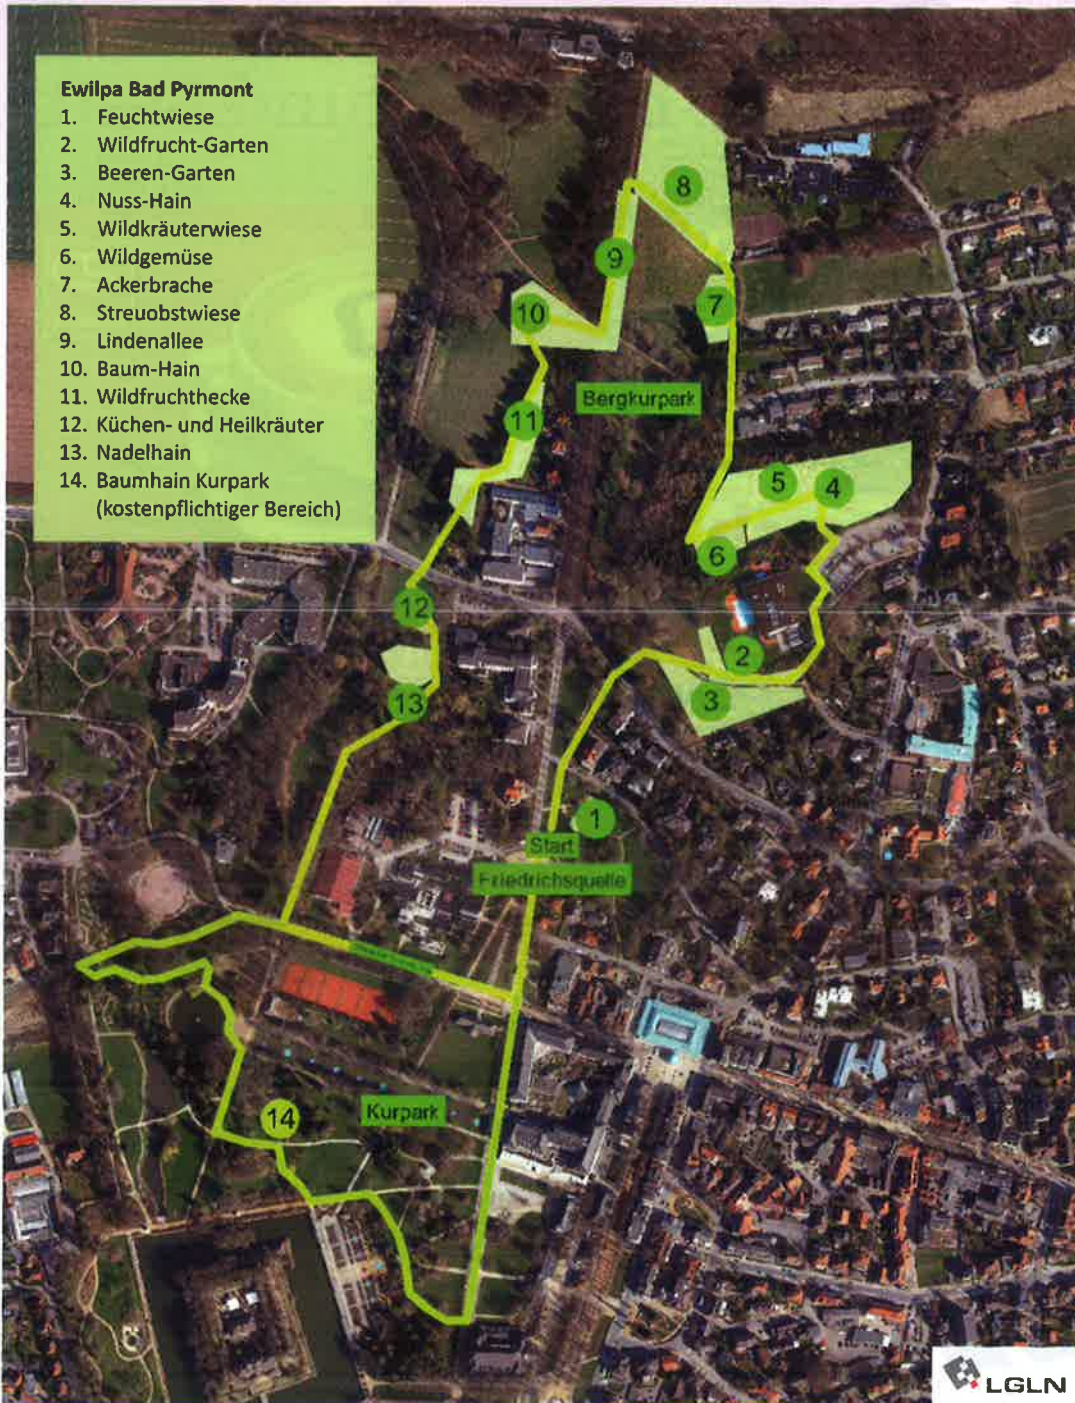 Ewilpa Bad Pyrmont
1. Feuchtwiese
2. Wildfrucht-Garten
3. Beeren-Garten
4. Nuss-Hain
5. Wildkräuterwiese
6. Wildgemüse
7. Ackerbrache
8. Streuobstwiese
9. Lindenallee
10. Baum-Hain
11. Wildfruchthecke
12. Küchen- und Heilkräuter
13. Nadelhain
14. Baumhain Kurpark
(kostenpflichtiger Bereich)
8
9
7
10
Bergkurpark
11
5
4
6
12
2
3
13
1
Start
Friedrichsquelle
14
Kurpark
LGLN